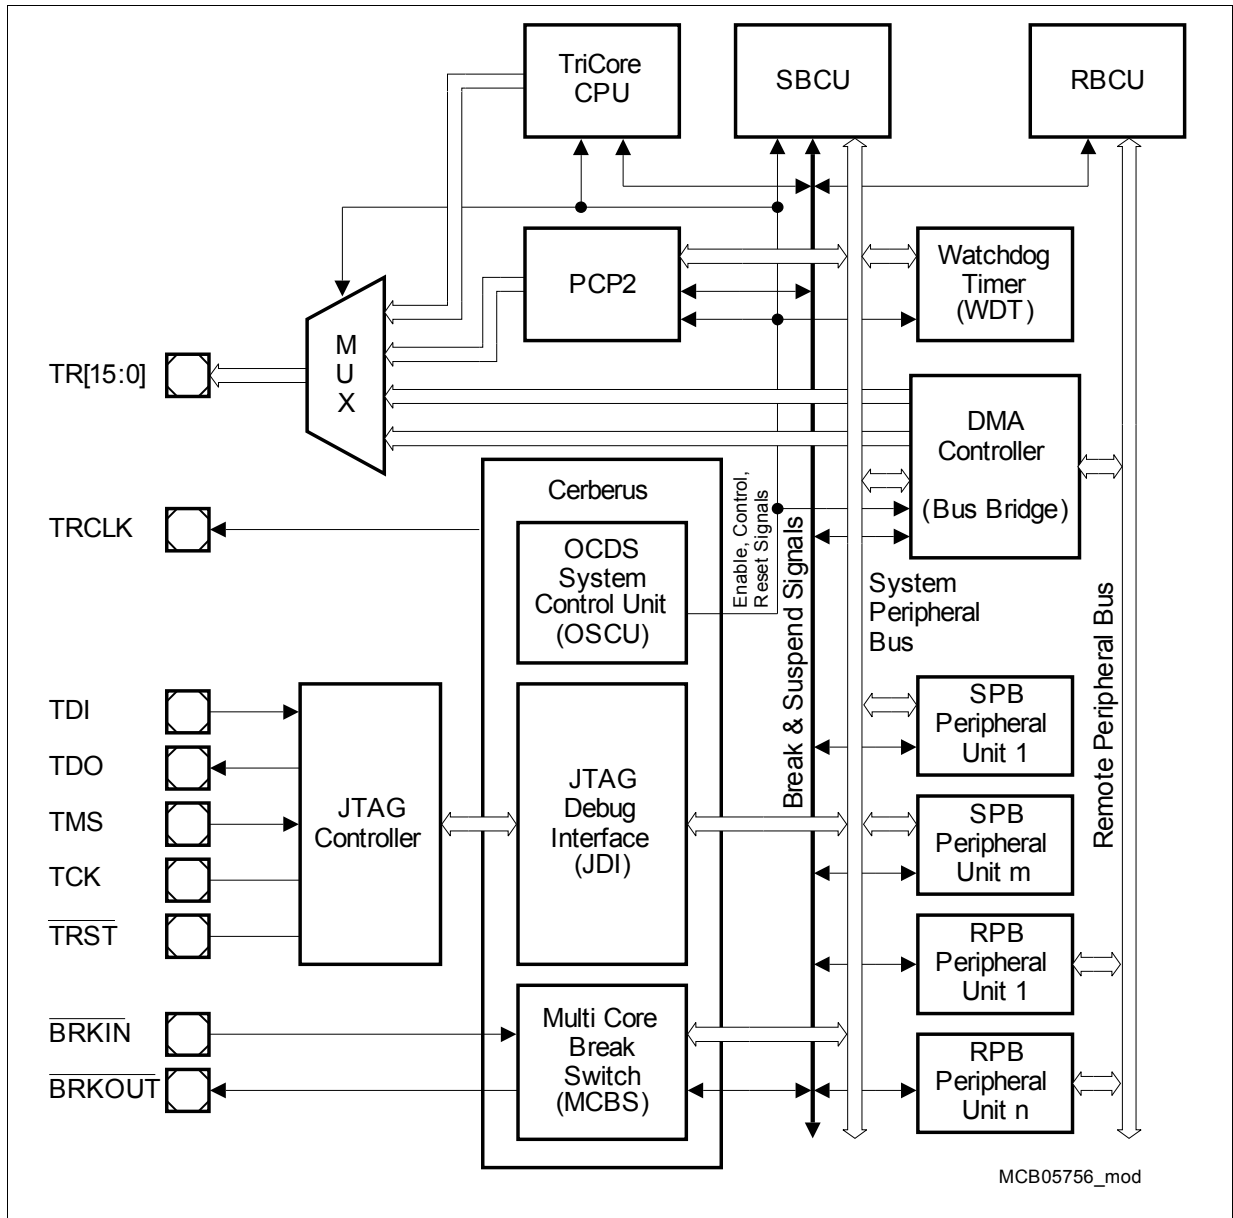 TriCore
CPU
SBCU
RBCU
PCP2
Watchdog
Timer
(WDT)
M
U
X
TR[15:0]
DMA
Controller
(Bus Bridge)
Cerberus
TRCLK
OCDS
System
Control Unit
(OSCU)
Enable, Control,
Reset Signals
Break & Suspend Signals
System
Peripheral
Bus
Remote Peripheral Bus
TDI
TDO
TMS
TCK
TRST
JTAG
Controller
JTAG
Debug
Interface
(JDI)
SPB
Peripheral
Unit 1
SPB
Peripheral
Unit m
RPB
Peripheral
Unit 1
BRKIN
BRKOUT
Multi Core
Break
Switch
(MCBS)
RPB
Peripheral
Unit n
MCB05756_mod